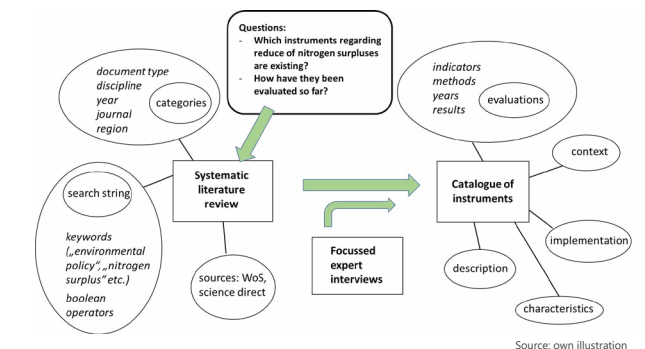 Questions:
- Which instruments regarding
reduce of nitrogen surpluses
are existing?
- How have they been
evaluated so far?
document type
discipline
year
journal
region
categories
indicators
methods
years
results
evaluations
search string
keywords
(„environmental
policy“, „nitrogen
surplus“ etc.)
boolean
operators
Systematic
literature
review
sources: WoS,
science direct
Focussed
expert
interviews
Catalogue of
instruments
context
implementation
description
characteristics
Source: own illustration